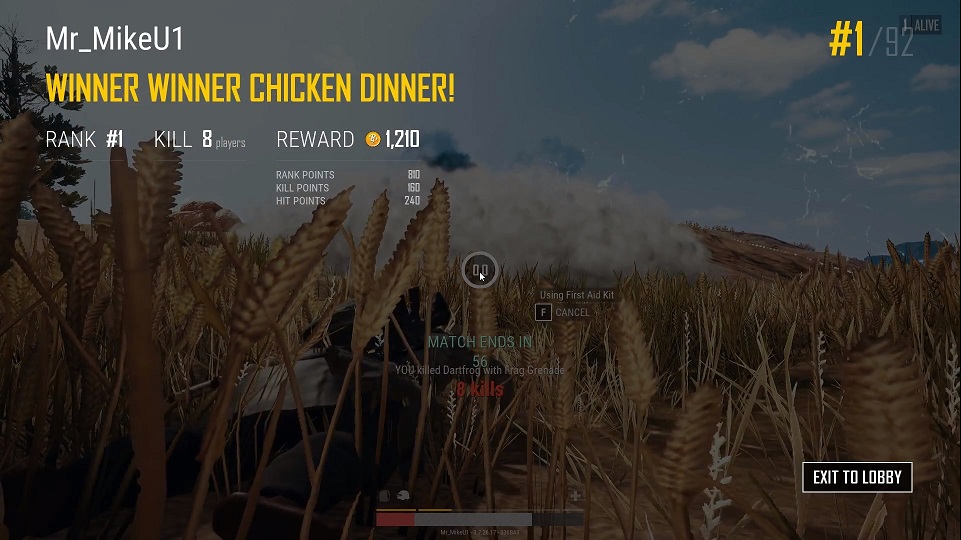 Mr_MikeU1
#1/92
1 ALIVE
WINNER WINNER CHICKEN DINNER!
RANK #1 KILL 8 players REWARD 1,210
RANK POINTS 810
KILL POINTS 160
HIT POINTS 240
0.0
Using First Aid Kit
F CANCEL
MATCH ENDS IN
56
YOU killed Dartfrog with Frag Grenade
8 kills
EXIT TO LOBBY